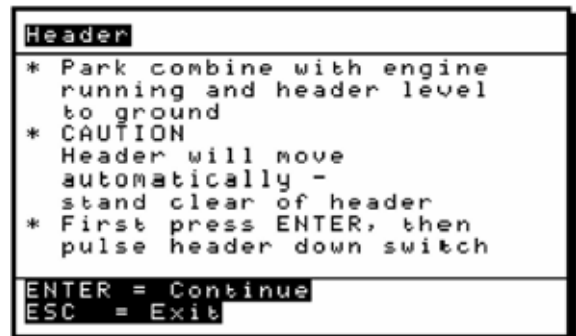 Header
* Park combine with engine
running and header level
to ground
* CAUTION
Header will move
automatically -
stand clear of header
* First press ENTER, then
pulse header down switch
ENTER = Continue
ESC = Exit